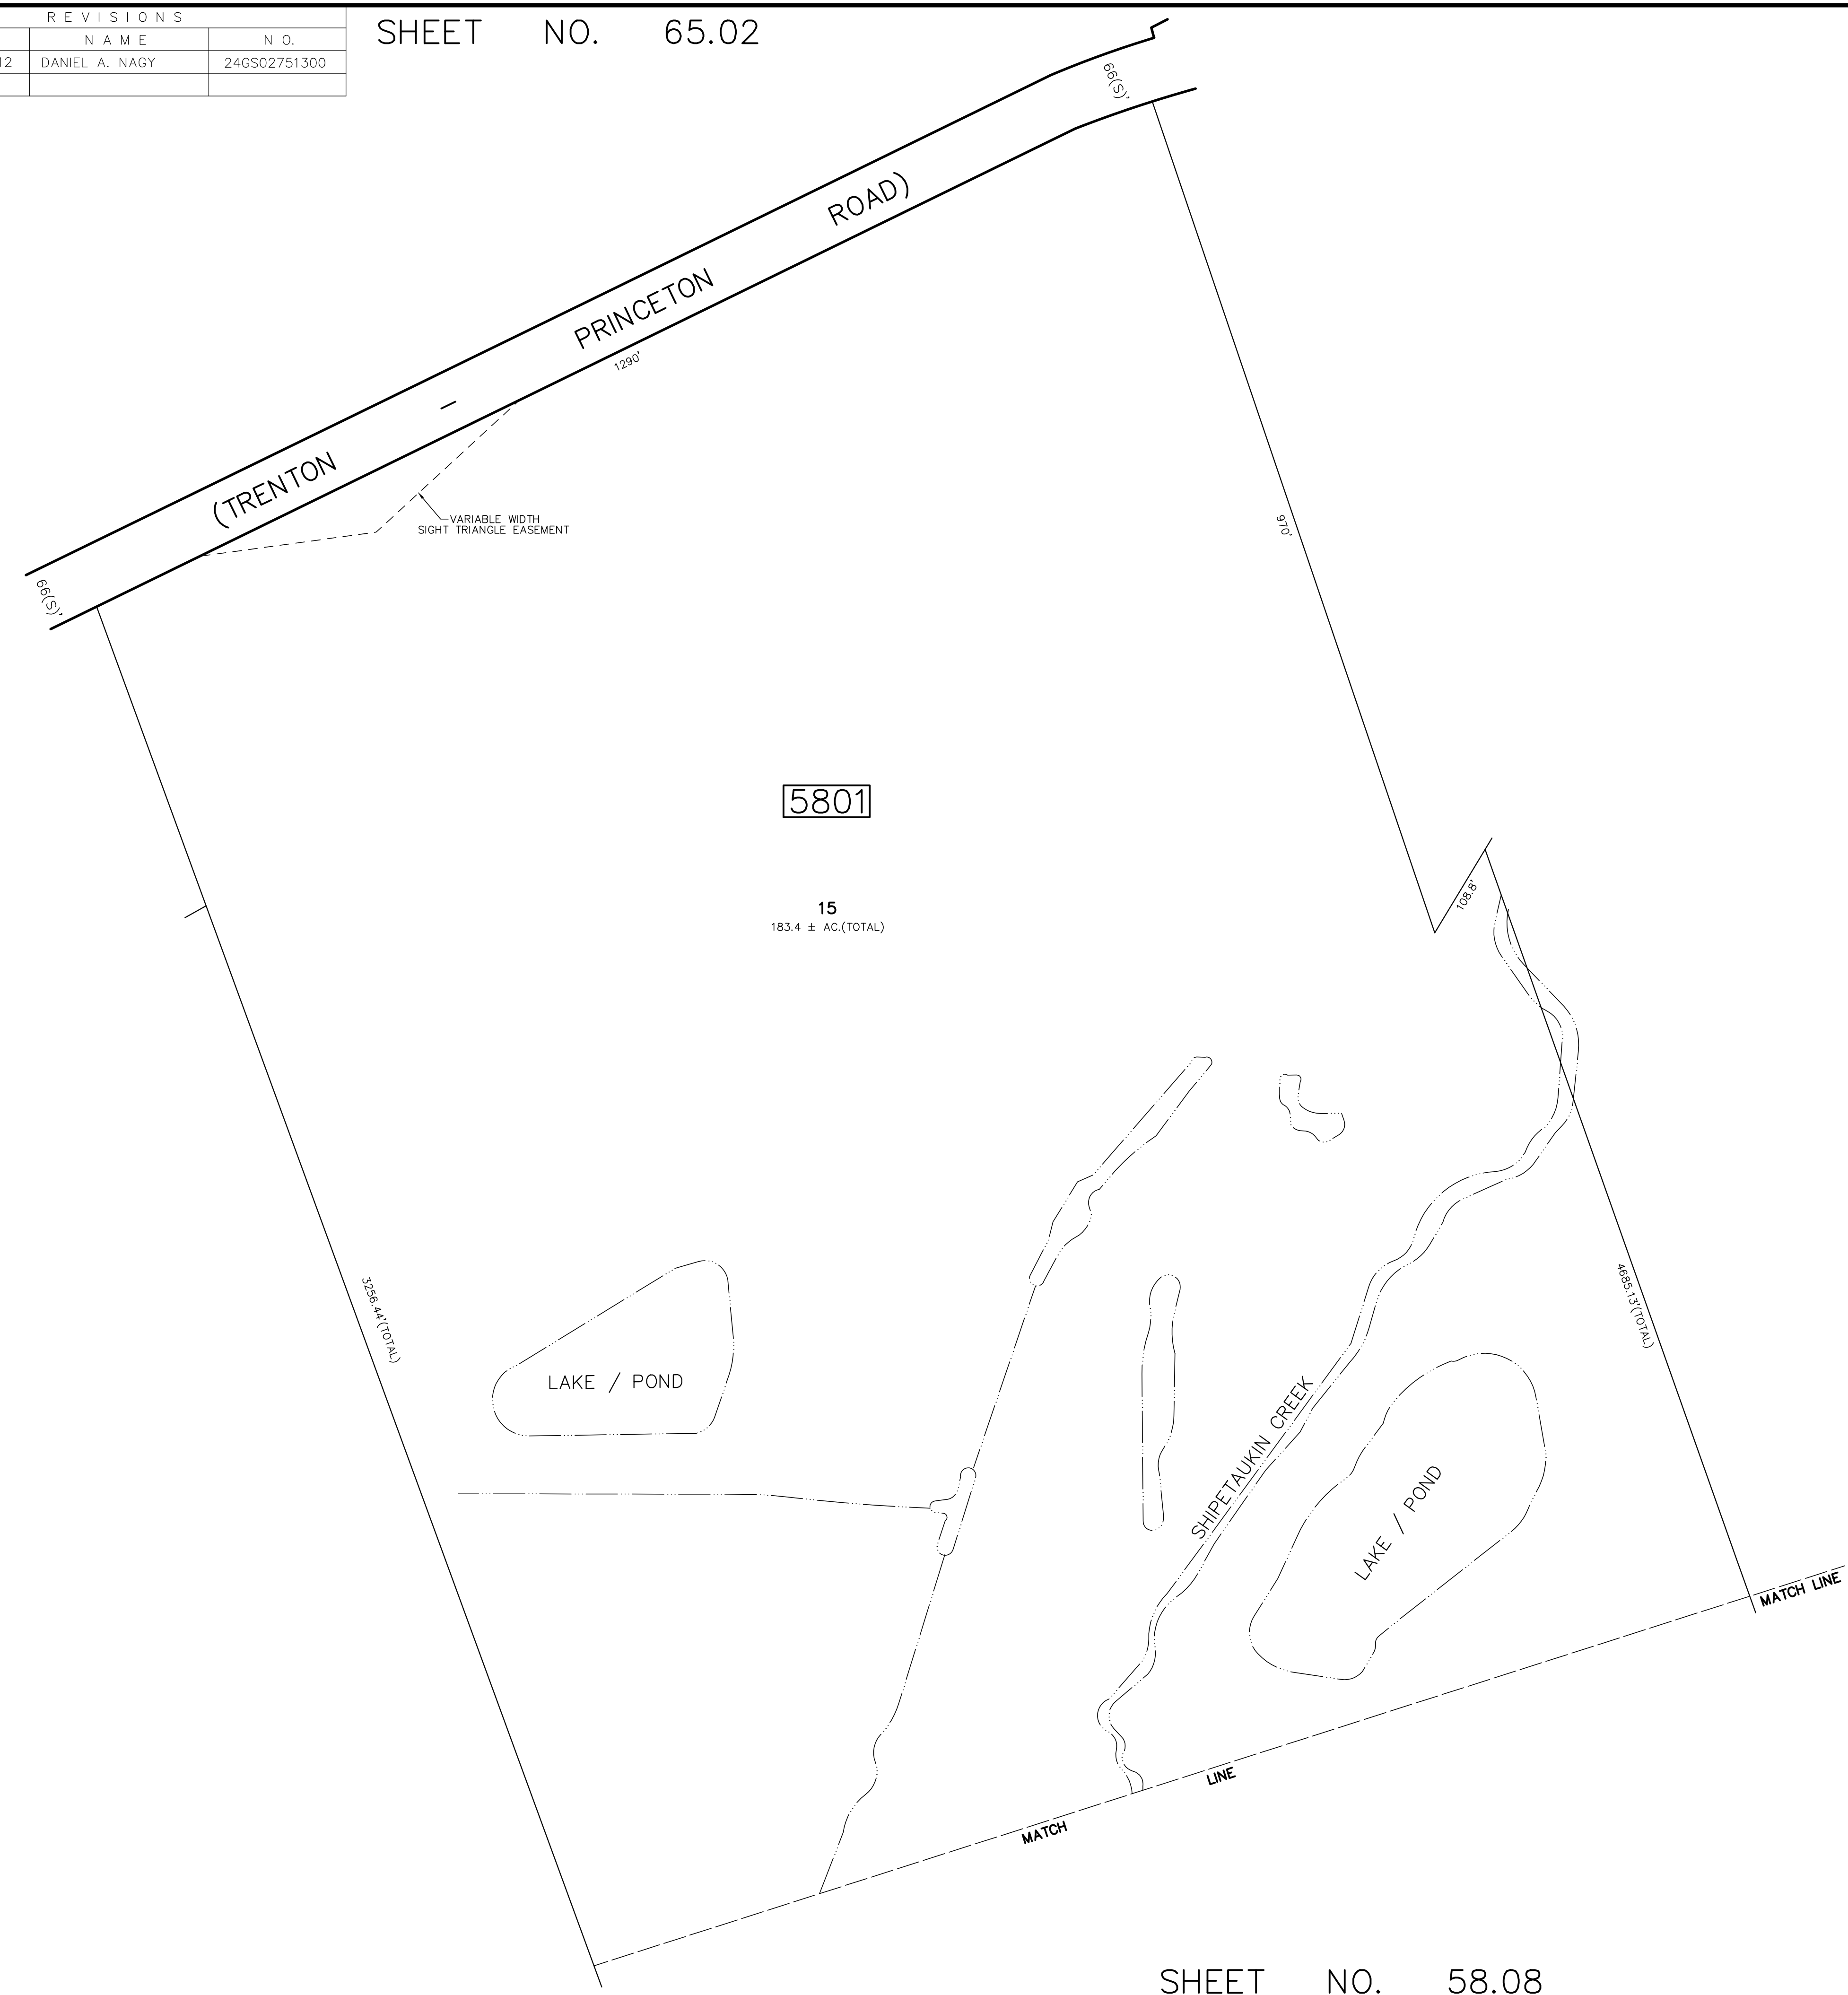 REVISIONS
NAME NO.
12 DANIEL A. NAGY 24GS02751300
SHEET NO. 65.02
66(S)'
(TRENTON - PRINCETON ROAD)
1290'
VARIABLE WIDTH
SIGHT TRIANGLE EASEMENT
66(S)'
970'
5801
15
183.4 ± AC.(TOTAL)
108.8'
3256.44'(TOTAL)
4685.13'(TOTAL)
LAKE / POND
SHIPETAUKIN CREEK
LAKE / POND
MATCH LINE
MATCH LINE
SHEET NO. 58.08